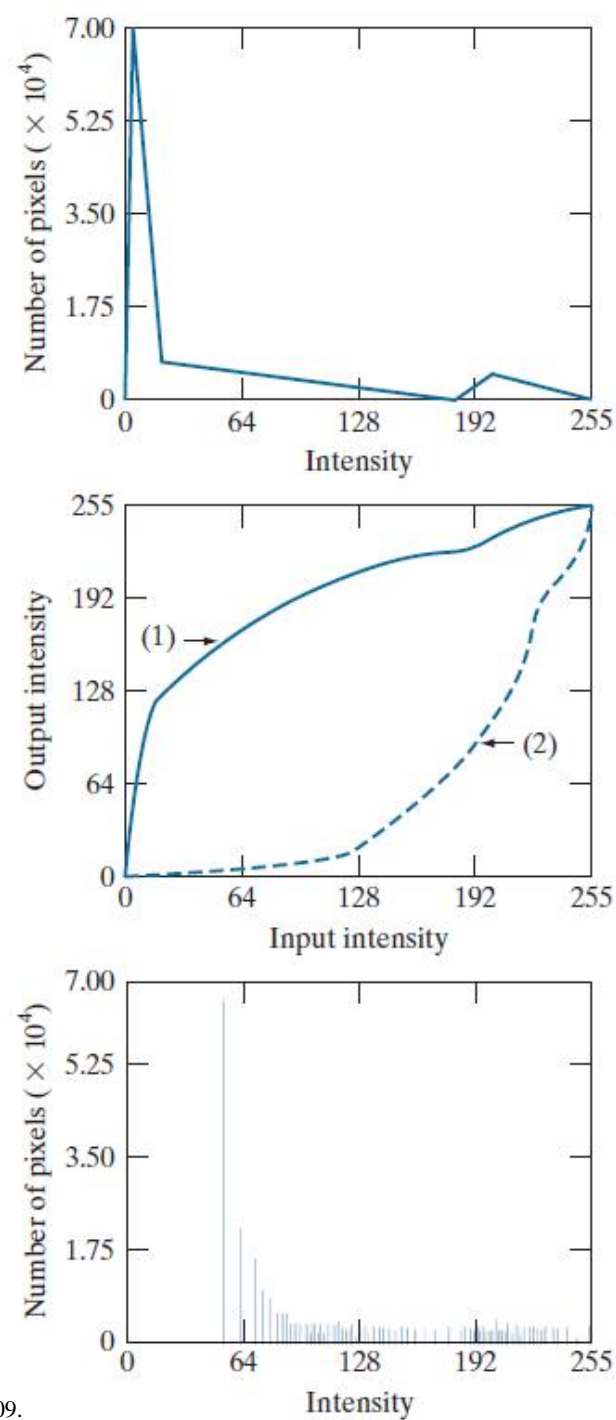 7.00
5.25
3.50
1.75
0
Number of pixels ( × 10⁴)
0 64 128 192 255
Intensity
255
192
128
64
0
Output intensity
(1)
(2)
0 64 128 192 255
Input intensity
7.00
5.25
3.50
1.75
0
Number of pixels ( × 10⁴)
0 64 128 192 255
Intensity
09.